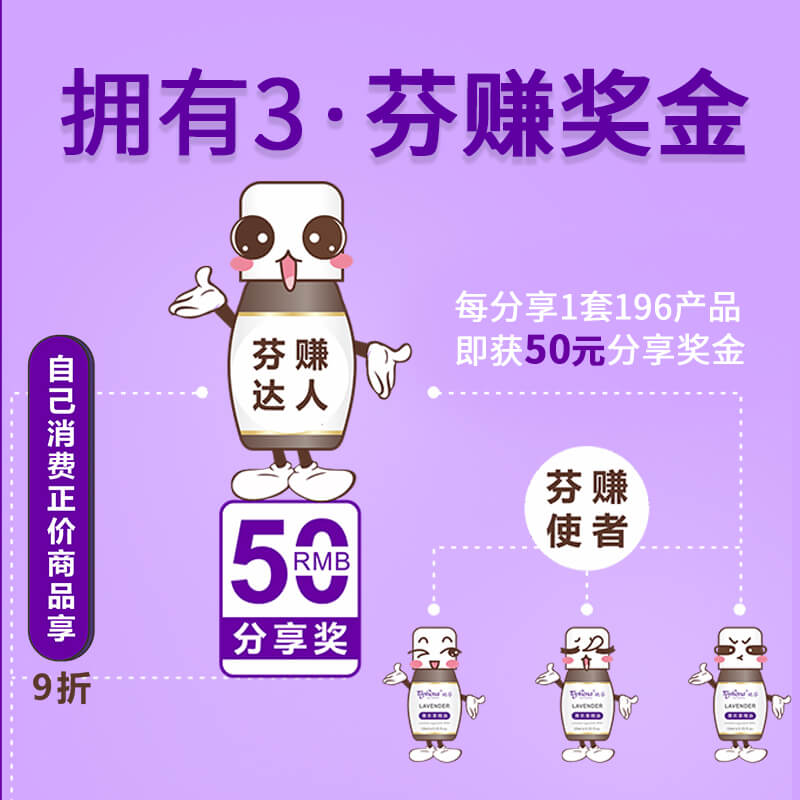 拥有3·芬赚奖金
每分享1套196产品
即获50元分享奖金
芬赚
达人
自己消费正价商品享
9折
50
RMB
分享奖
芬赚
使者
LAVENDER
LAVENDER
LAVENDER